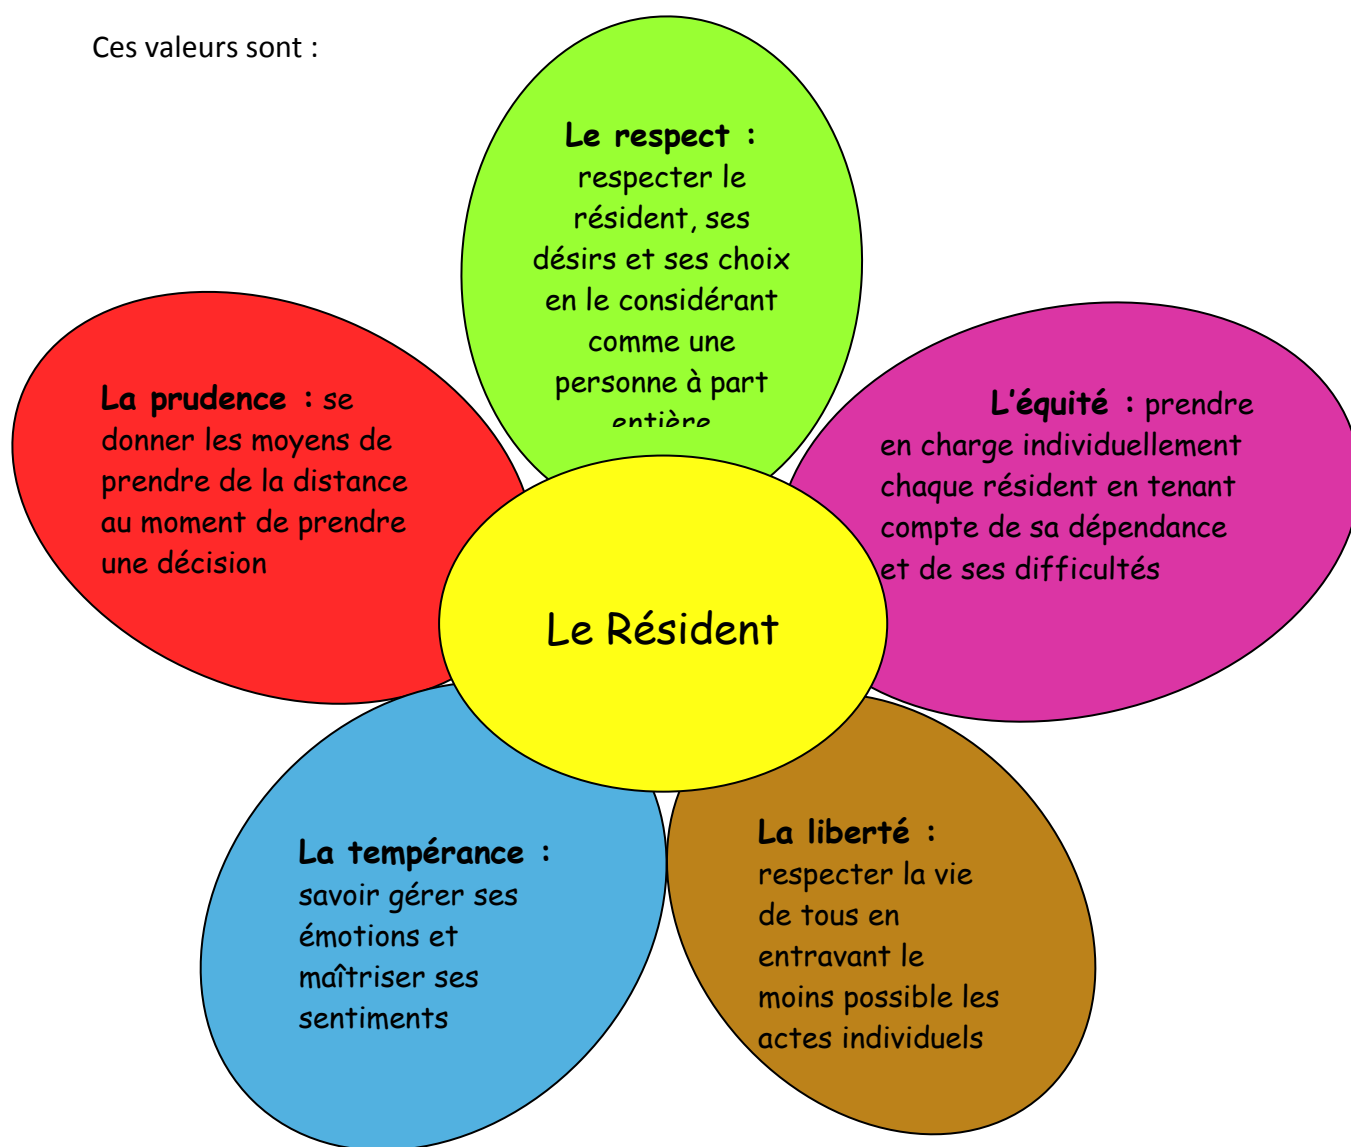 Ces valeurs sont :
Le respect :
respecter le
résident, ses
désirs et ses choix
en le considérant
comme une
personne à part
entière
La prudence : se
donner les moyens de
prendre de la distance
au moment de prendre
une décision
L'équité : prendre
en charge individuellement
chaque résident en tenant
compte de sa dépendance
et de ses difficultés
Le Résident
La tempérance :
savoir gérer ses
émotions et
maîtriser ses
sentiments
La liberté :
respecter la vie
de tous en
entravant le
moins possible les
actes individuels